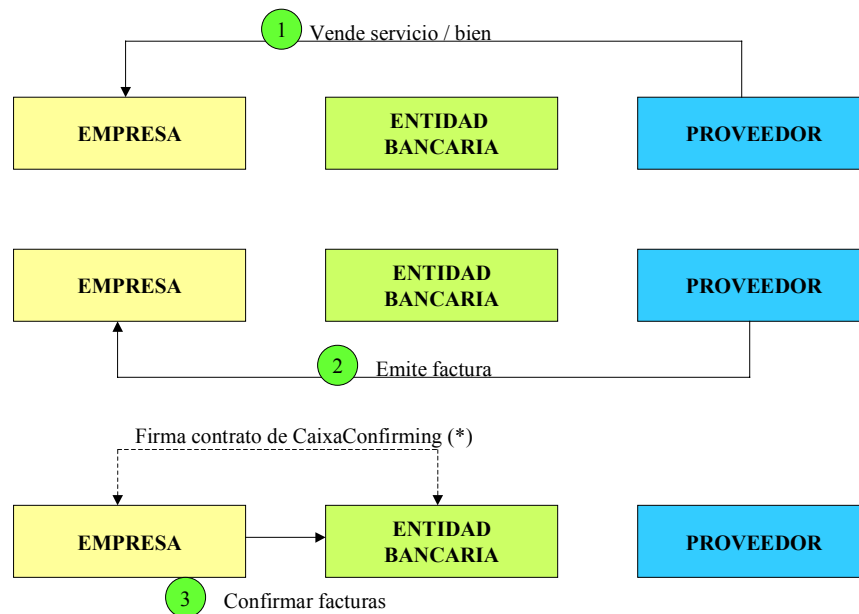 1 Vende servicio / bien
EMPRESA
ENTIDAD
BANCARIA
PROVEEDOR
EMPRESA
ENTIDAD
BANCARIA
PROVEEDOR
2 Emite factura
Firma contrato de CaixaConfirming (*)
EMPRESA
ENTIDAD
BANCARIA
PROVEEDOR
3 Confirmar facturas